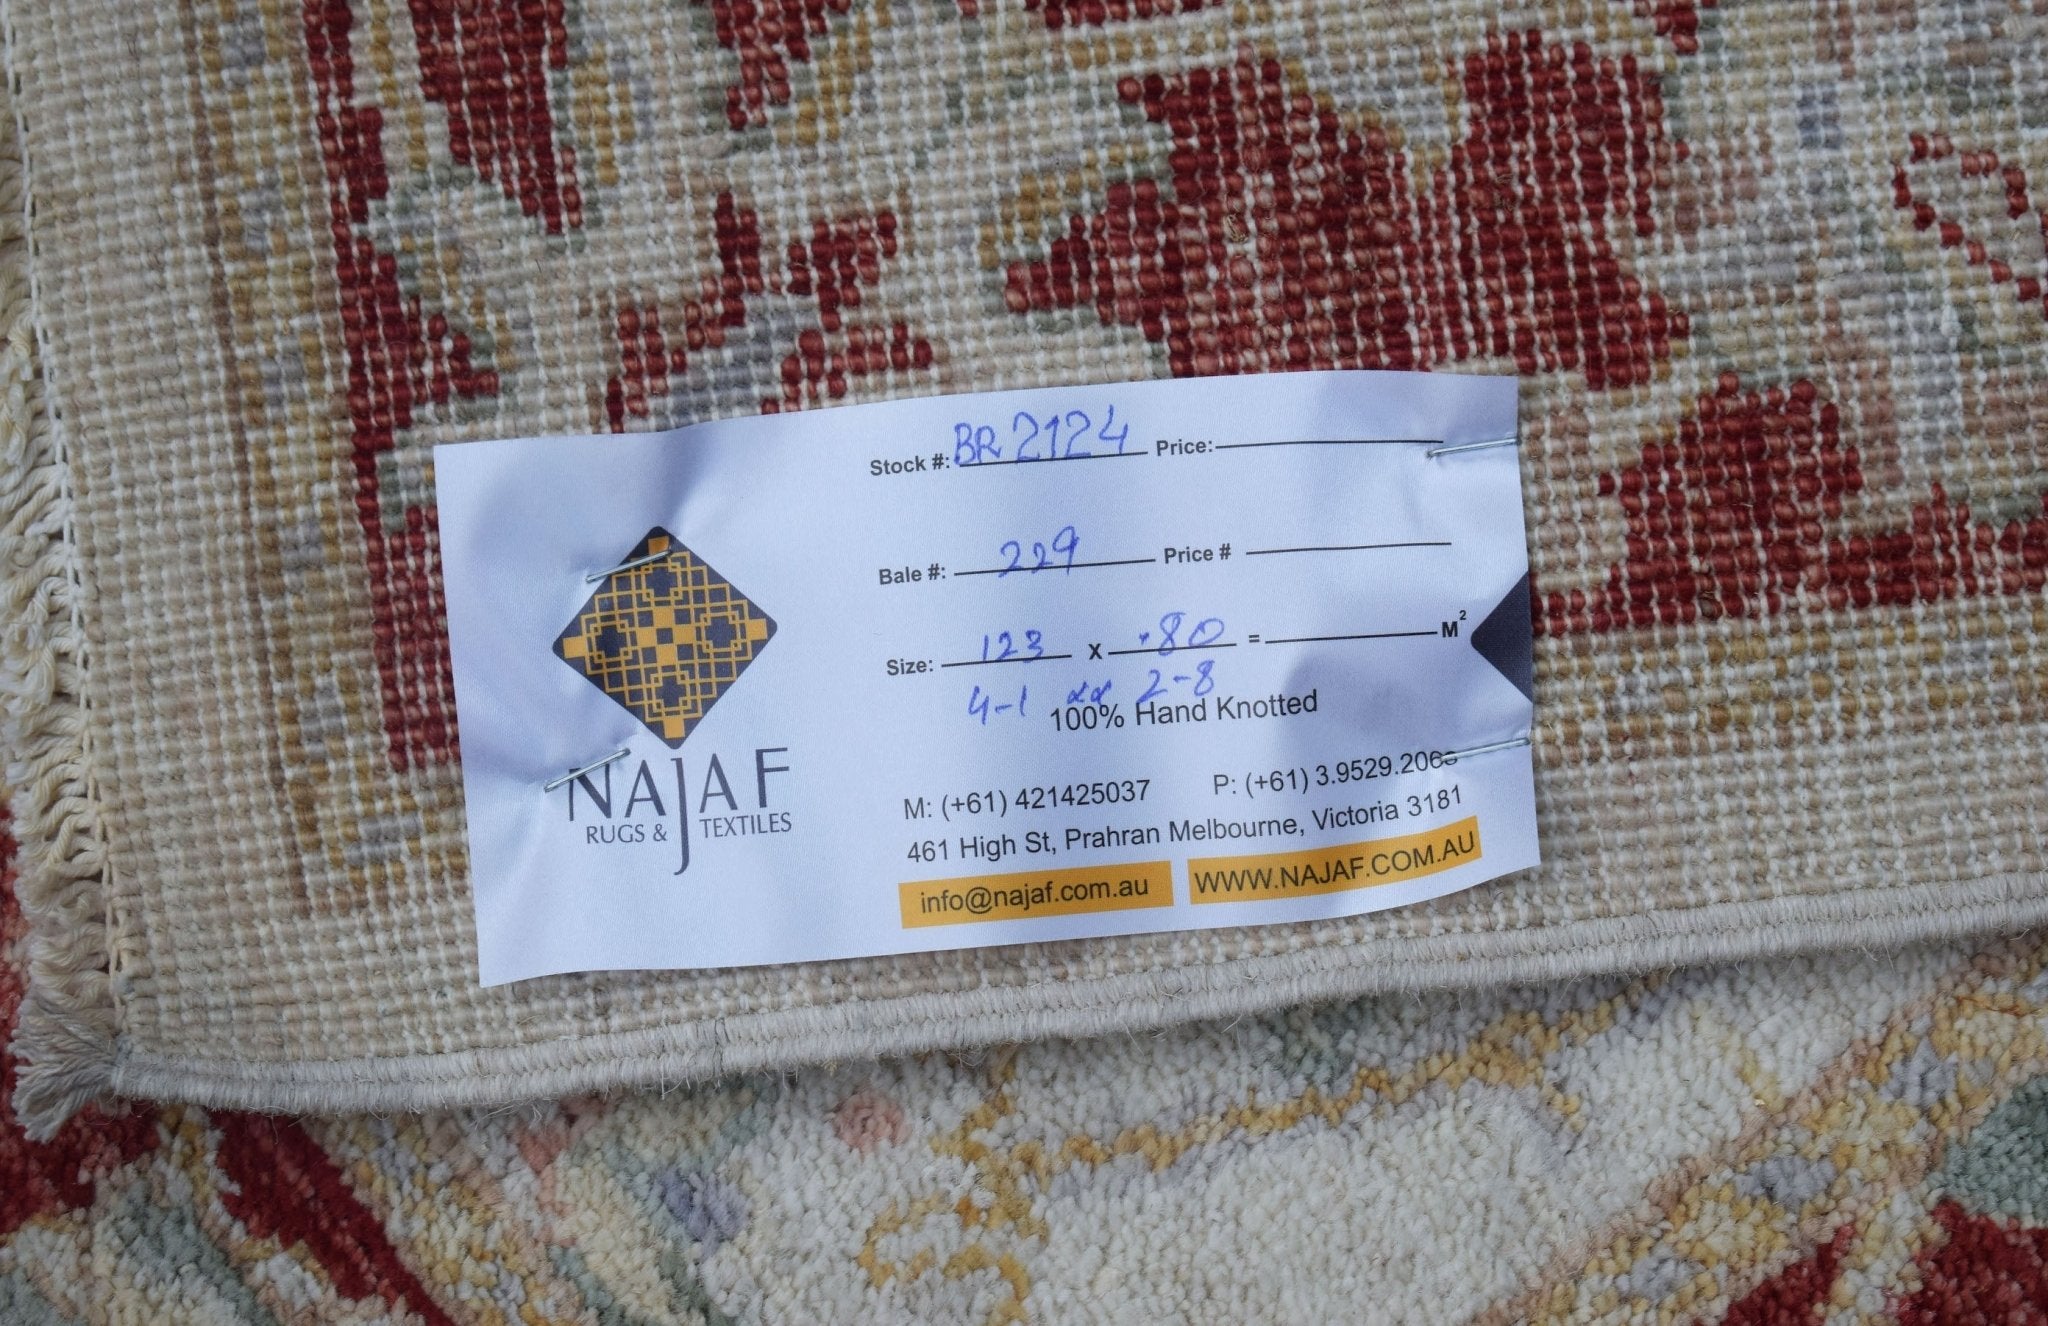 Stock #: BR 2124 Price:
Bale #: 229 Price #
Size: 123 x .80 = M²
4-1 2-8
100% Hand Knotted
NAJAF
RUGS & TEXTILES
M: (+61) 421425037 P: (+61) 3.9529.2063
461 High St, Prahran Melbourne, Victoria 3181
info@najaf.com.au WWW.NAJAF.COM.AU